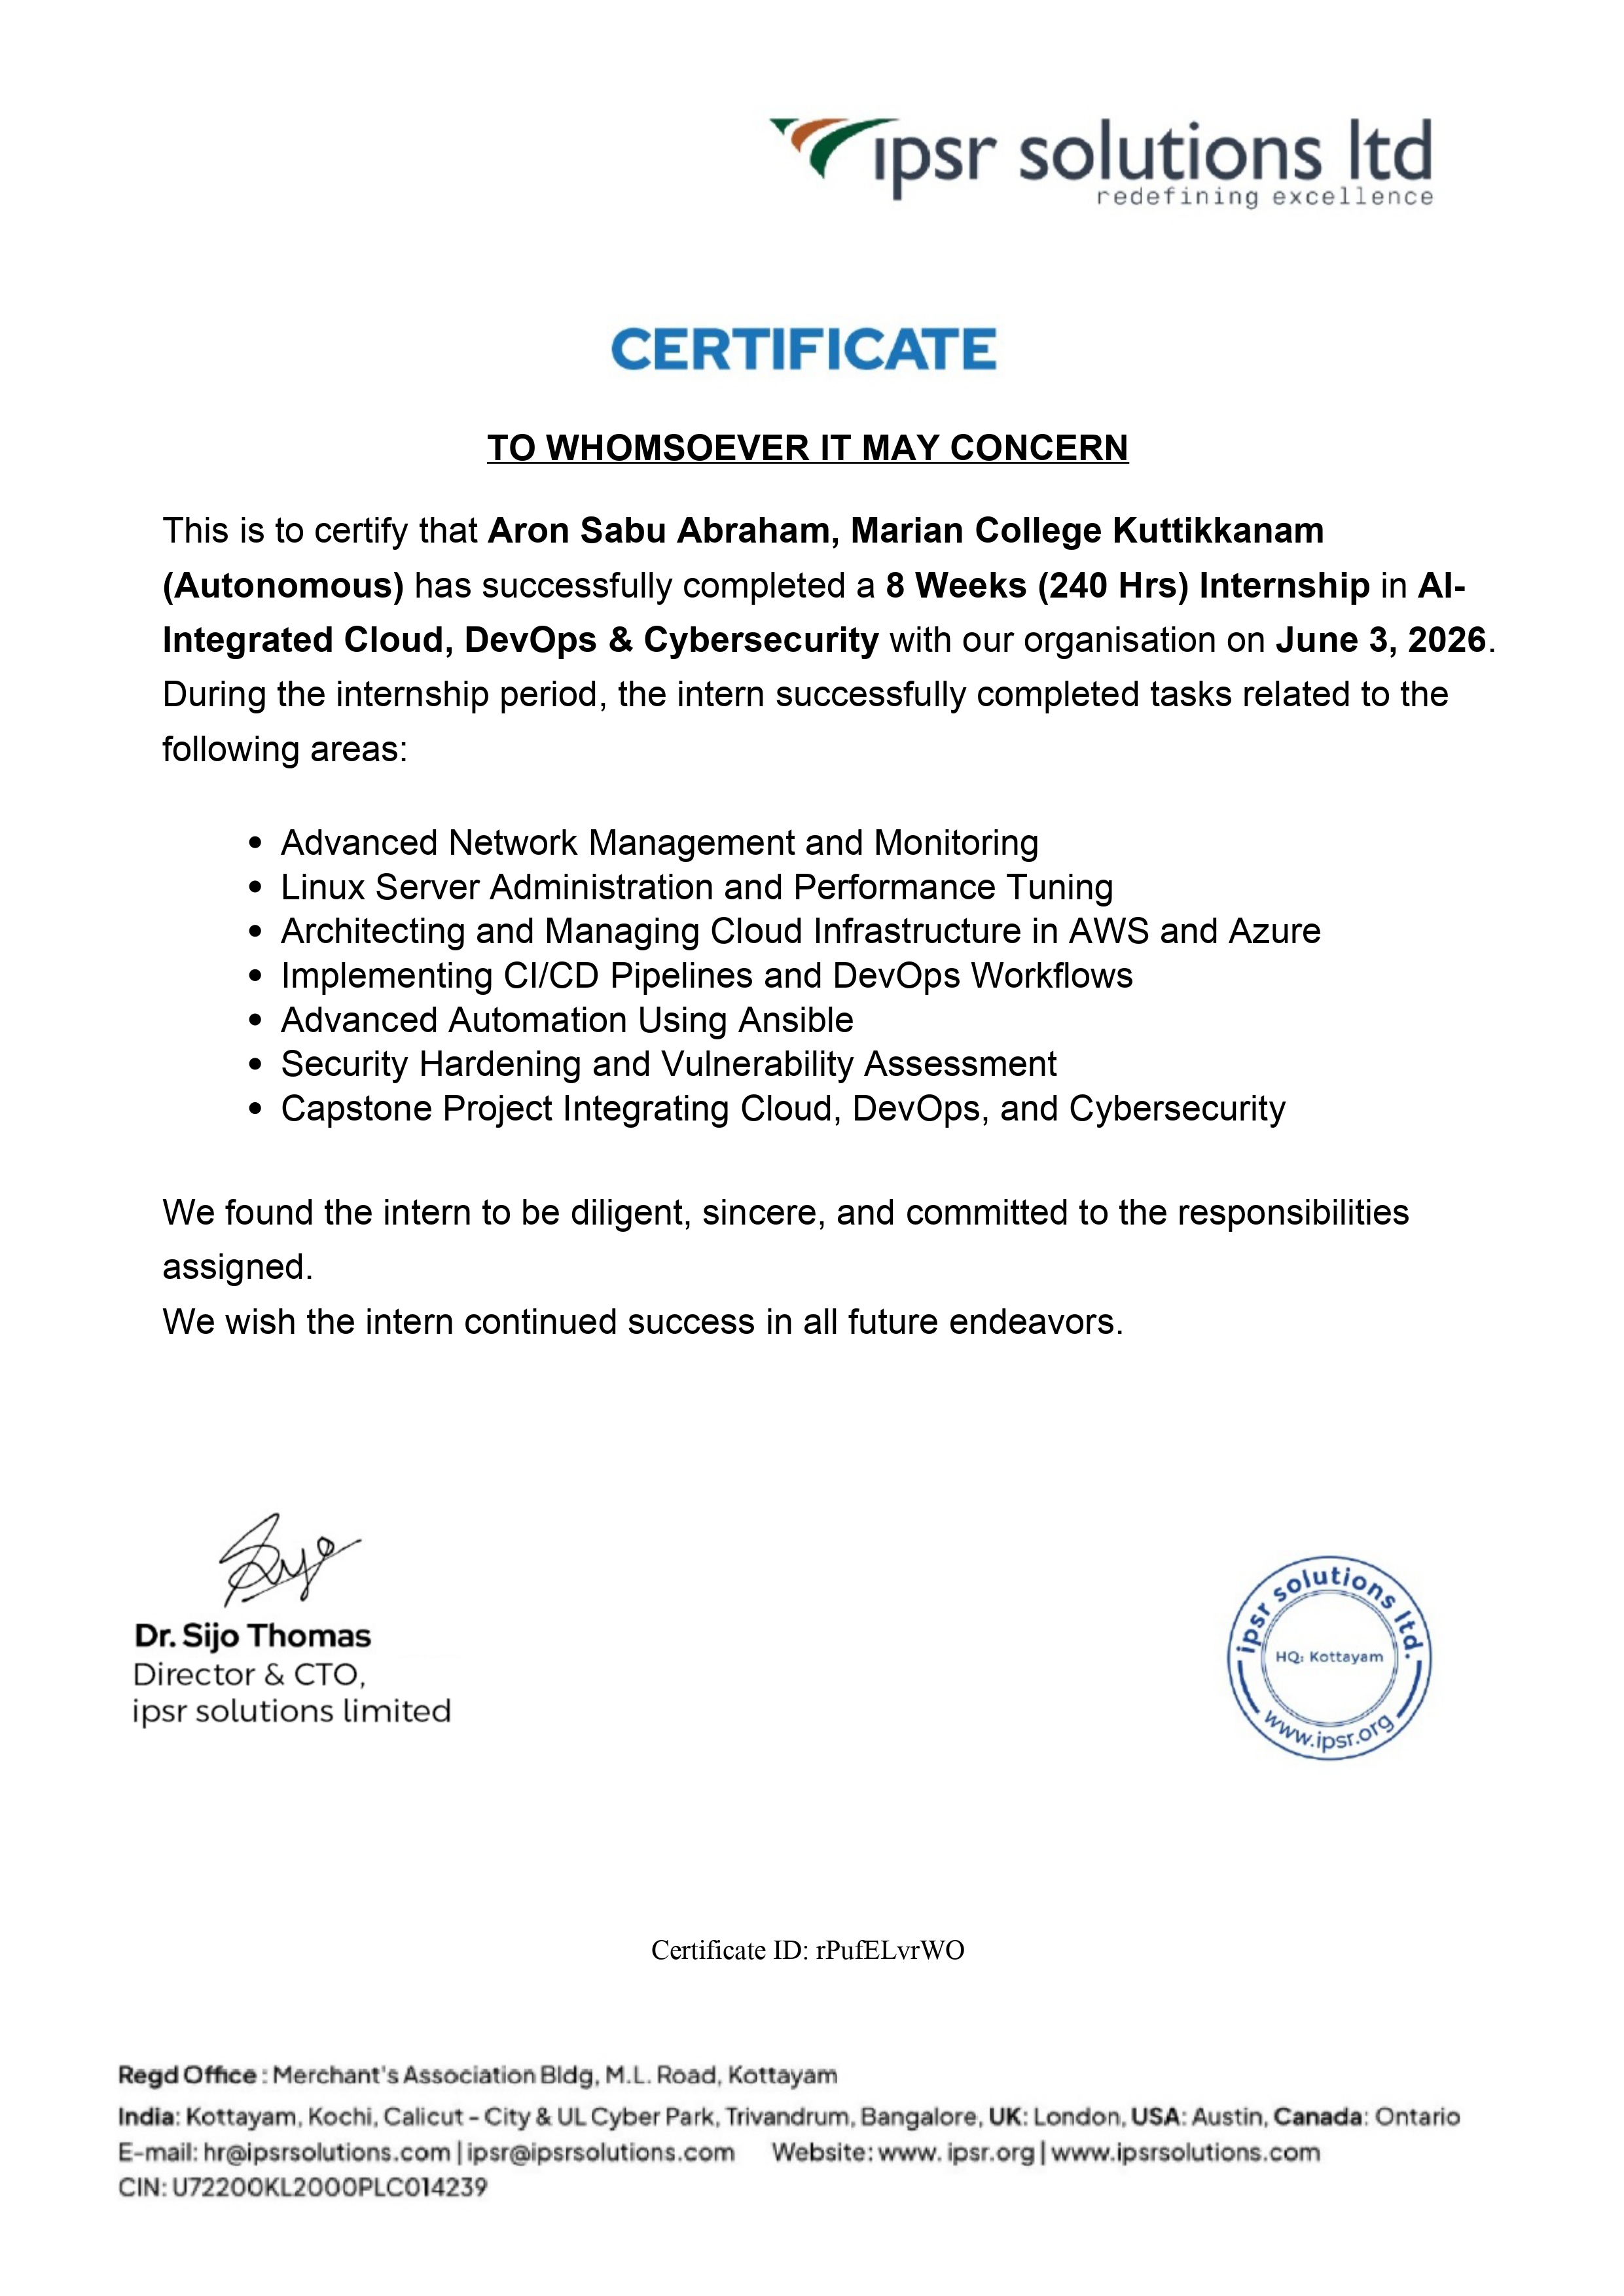 ipsr solutions ltd
redefining excellence
CERTIFICATE
TO WHOMSOEVER IT MAY CONCERN
This is to certify that Aron Sabu Abraham, Marian College Kuttikkanam
(Autonomous) has successfully completed a 8 Weeks (240 Hrs) Internship in AI-
Integrated Cloud, DevOps & Cybersecurity with our organisation on June 3, 2026.
During the internship period, the intern successfully completed tasks related to the
following areas:
• Advanced Network Management and Monitoring
• Linux Server Administration and Performance Tuning
• Architecting and Managing Cloud Infrastructure in AWS and Azure
• Implementing CI/CD Pipelines and DevOps Workflows
• Advanced Automation Using Ansible
• Security Hardening and Vulnerability Assessment
• Capstone Project Integrating Cloud, DevOps, and Cybersecurity
We found the intern to be diligent, sincere, and committed to the responsibilities
assigned.
We wish the intern continued success in all future endeavors.
Dr. Sijo Thomas
Director & CTO,
ipsr solutions limited
ipsr solutions ltd.
HQ: Kottayam
www.ipsr.org
Certificate ID: rPufELvrWO
Regd Office : Merchant's Association Bldg, M.L. Road, Kottayam
India: Kottayam, Kochi, Calicut - City & UL Cyber Park, Trivandrum, Bangalore, UK: London, USA: Austin, Canada: Ontario
E-mail: hr@ipsrsolutions.com | ipsr@ipsrsolutions.com Website: www. ipsr.org | www.ipsrsolutions.com
CIN: U72200KL2000PLC014239